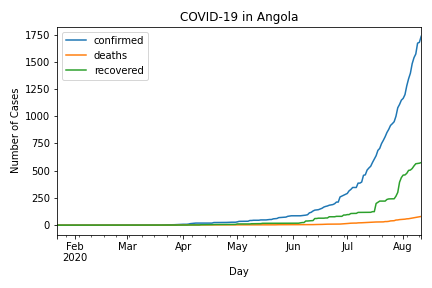 COVID-19 in Angola
confirmed
deaths
recovered
1750
1500
1250
1000
750
500
250
0
Number of Cases
Feb
2020
Mar
Apr
May
Jun
Jul
Aug
Day